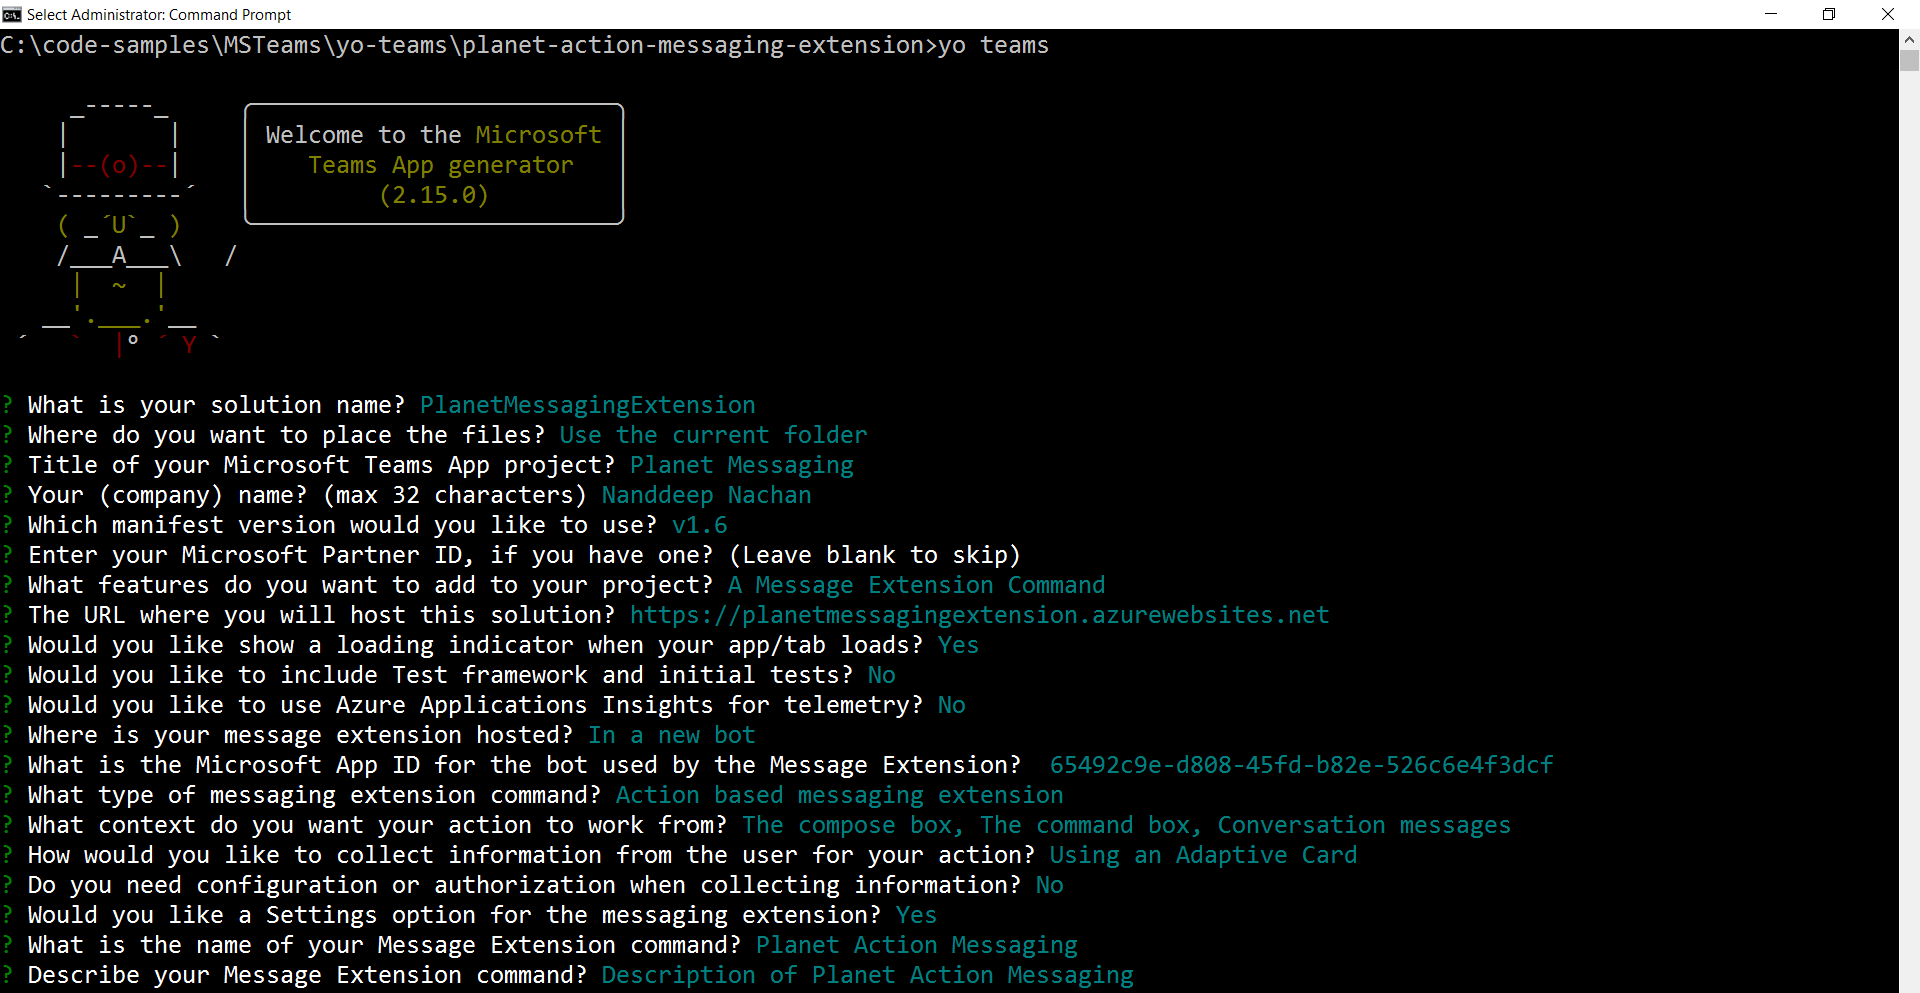 Select Administrator: Command Prompt
C:\code-samples\MSTeams\yo-teams\planet-action-messaging-extension>yo teams
Welcome to the Microsoft
Teams App generator
(2.15.0)
? What is your solution name? PlanetMessagingExtension
? Where do you want to place the files? Use the current folder
? Title of your Microsoft Teams App project? Planet Messaging
? Your (company) name? (max 32 characters) Nanddeep Nachan
? Which manifest version would you like to use? v1.6
? Enter your Microsoft Partner ID, if you have one? (Leave blank to skip)
? What features do you want to add to your project? A Message Extension Command
? The URL where you will host this solution? https://planetmessagingextension.azurewebsites.net
? Would you like show a loading indicator when your app/tab loads? Yes
? Would you like to include Test framework and initial tests? No
? Would you like to use Azure Applications Insights for telemetry? No
? Where is your message extension hosted? In a new bot
? What is the Microsoft App ID for the bot used by the Message Extension?  65492c9e-d808-45fd-b82e-526c6e4f3dcf
? What type of messaging extension command? Action based messaging extension
? What context do you want your action to work from? The compose box, The command box, Conversation messages
? How would you like to collect information from the user for your action? Using an Adaptive Card
? Do you need configuration or authorization when collecting information? No
? Would you like a Settings option for the messaging extension? Yes
? What is the name of your Message Extension command? Planet Action Messaging
? Describe your Message Extension command? Description of Planet Action Messaging